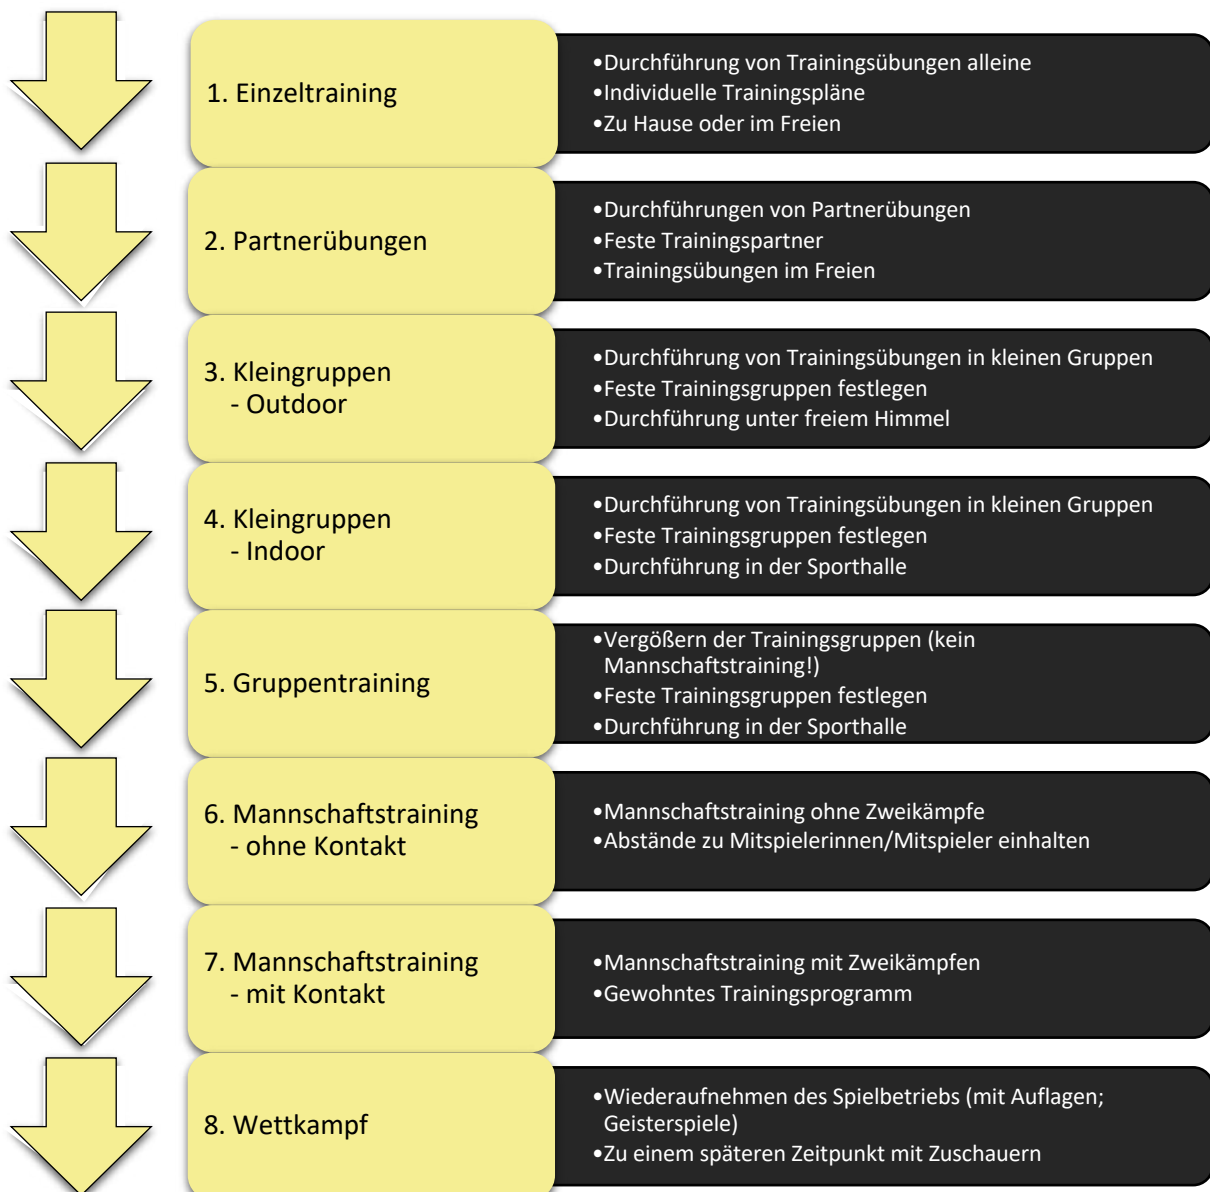 1. Einzeltraining
•Durchführung von Trainingsübungen alleine
•Individuelle Trainingspläne
•Zu Hause oder im Freien
2. Partnerübungen
•Durchführungen von Partnerübungen
•Feste Trainingspartner
•Trainingsübungen im Freien
3. Kleingruppen
- Outdoor
•Durchführung von Trainingsübungen in kleinen Gruppen
•Feste Trainingsgruppen festlegen
•Durchführung unter freiem Himmel
4. Kleingruppen
- Indoor
•Durchführung von Trainingsübungen in kleinen Gruppen
•Feste Trainingsgruppen festlegen
•Durchführung in der Sporthalle
5. Gruppentraining
•Vergößern der Trainingsgruppen (kein
Mannschaftstraining!)
•Feste Trainingsgruppen festlegen
•Durchführung in der Sporthalle
6. Mannschaftstraining
- ohne Kontakt
•Mannschaftstraining ohne Zweikämpfe
•Abstände zu Mitspielerinnen/Mitspieler einhalten
7. Mannschaftstraining
- mit Kontakt
•Mannschaftstraining mit Zweikämpfen
•Gewohntes Trainingsprogramm
8. Wettkampf
•Wiederaufnehmen des Spielbetriebs (mit Auflagen;
Geisterspiele)
•Zu einem späteren Zeitpunkt mit Zuschauern